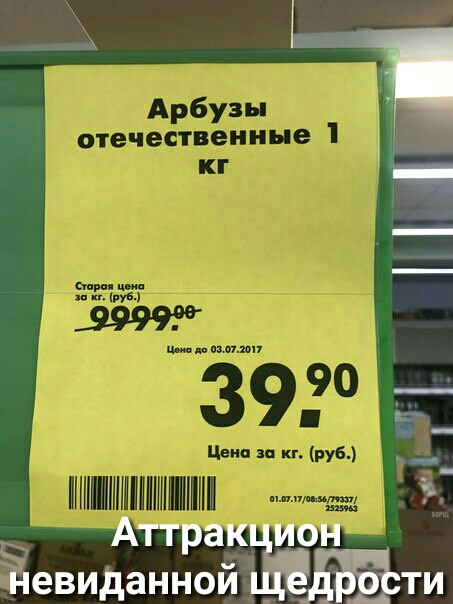 Арбузы
отечественные 1
кг
Старая цена
за кг. (руб.)
9999.00
Цена до 03.07.2017
39.90
Цена за кг. (руб.)
01.07.17/08:56/79337/
2525963
БОРЩ
Аттракцион
невиданной щедрости